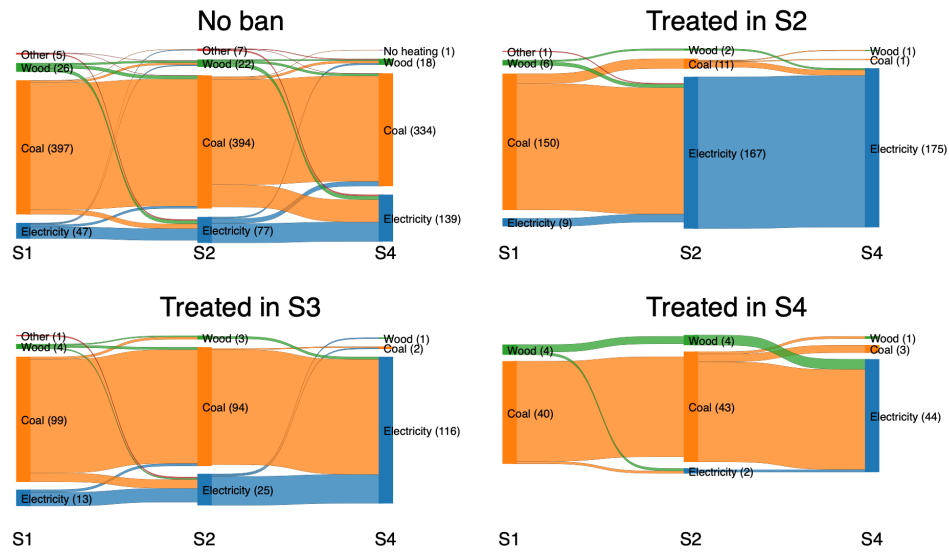 No ban
Other (5)
Wood (26)
Coal (397)
Electricity (47)
Other (7)
Wood (22)
Coal (394)
Electricity (77)
No heating (1)
Wood (18)
Coal (334)
Electricity (139)
S1 S2 S4
Treated in S2
Other (1)
Wood (6)
Coal (150)
Electricity (9)
Wood (2)
Coal (11)
Electricity (167)
Wood (1)
Coal (1)
Electricity (175)
S1 S2 S4
Treated in S3
Other (1)
Wood (4)
Coal (99)
Electricity (13)
Wood (3)
Coal (94)
Electricity (25)
Wood (1)
Coal (2)
Electricity (116)
S1 S2 S4
Treated in S4
Wood (4)
Coal (40)
Wood (4)
Coal (43)
Electricity (2)
Wood (1)
Coal (3)
Electricity (44)
S1 S2 S4